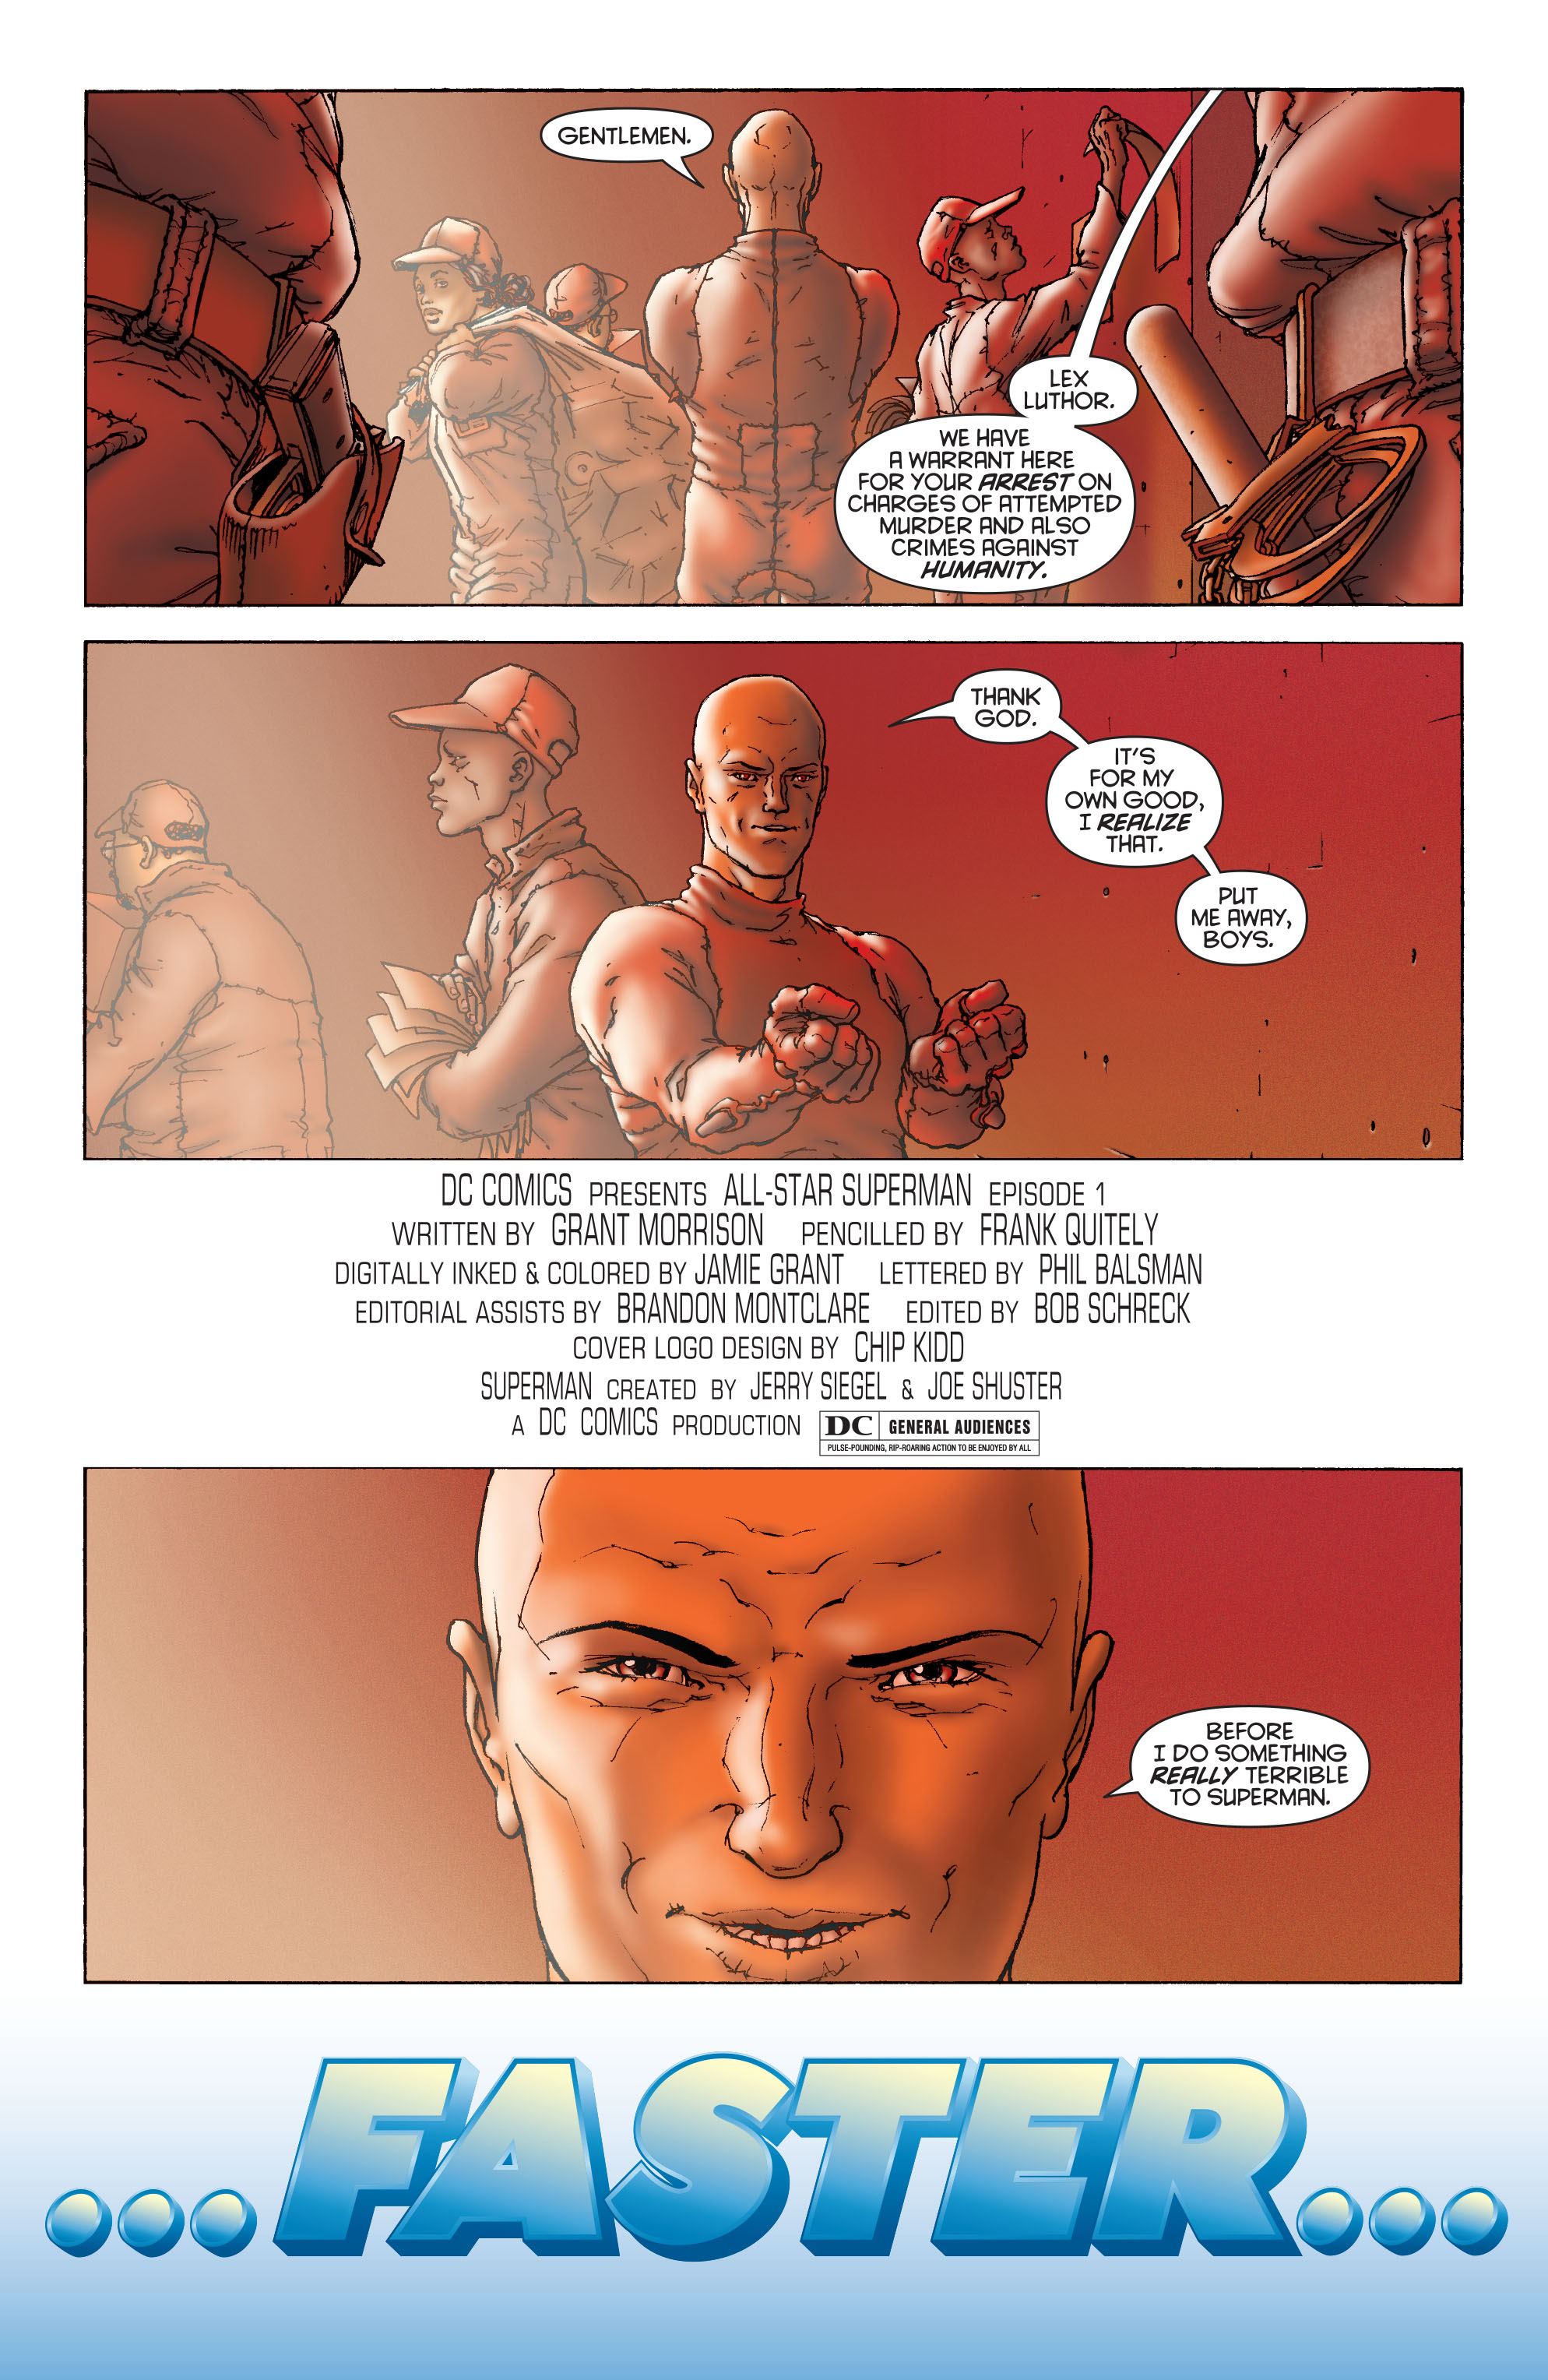 GENTLEMEN.
LEX
LUTHOR.
WE HAVE
A WARRANT HERE
FOR YOUR ARREST ON
CHARGES OF ATTEMPTED
MURDER AND ALSO
CRIMES AGAINST
HUMANITY.
THANK
GOD.
IT'S
FOR MY
OWN GOOD,
I REALIZE
THAT.
PUT
ME AWAY,
BOYS.
DC COMICS PRESENTS ALL-STAR SUPERMAN EPISODE 1
WRITTEN BY GRANT MORRISON PENCILLED BY FRANK QUITELY
DIGITALLY INKED & COLORED BY JAMIE GRANT LETTERED BY PHIL BALSMAN
EDITORIAL ASSISTS BY BRANDON MONTCLARE EDITED BY BOB SCHRECK
COVER LOGO DESIGN BY CHIP KIDD
SUPERMAN CREATED BY JERRY SIEGEL & JOE SHUSTER
A DC COMICS PRODUCTION DC GENERAL AUDIENCES
PULSE-POUNDING, RIP-ROARING ACTION TO BE ENJOYED BY ALL
BEFORE
I DO SOMETHING
REALLY TERRIBLE
TO SUPERMAN.
...FASTER...